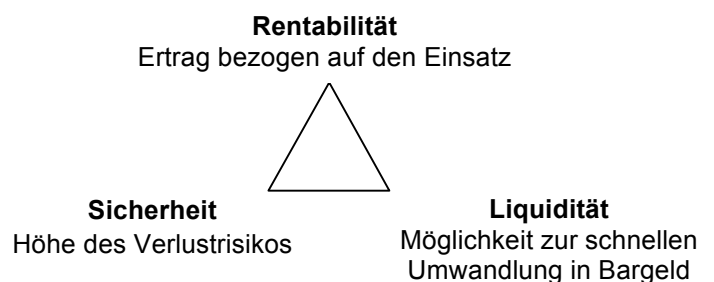 Rentabilität
Ertrag bezogen auf den Einsatz
Sicherheit
Höhe des Verlustrisikos
Liquidität
Möglichkeit zur schnellen
Umwandlung in Bargeld